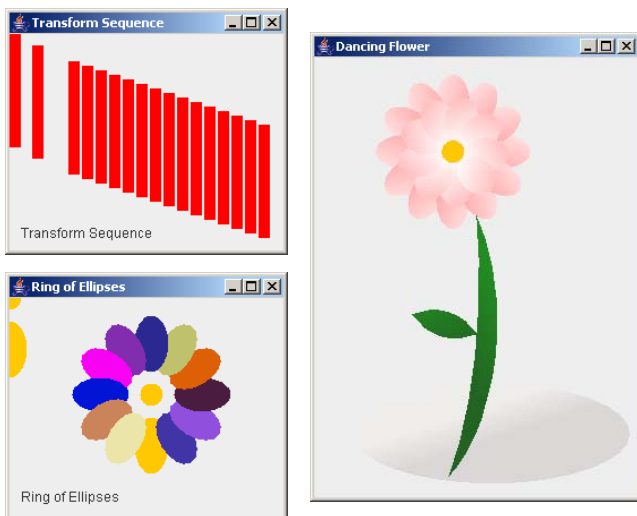 Transform Sequence
Transform Sequence
Ring of Ellipses
Ring of Ellipses
Dancing Flower